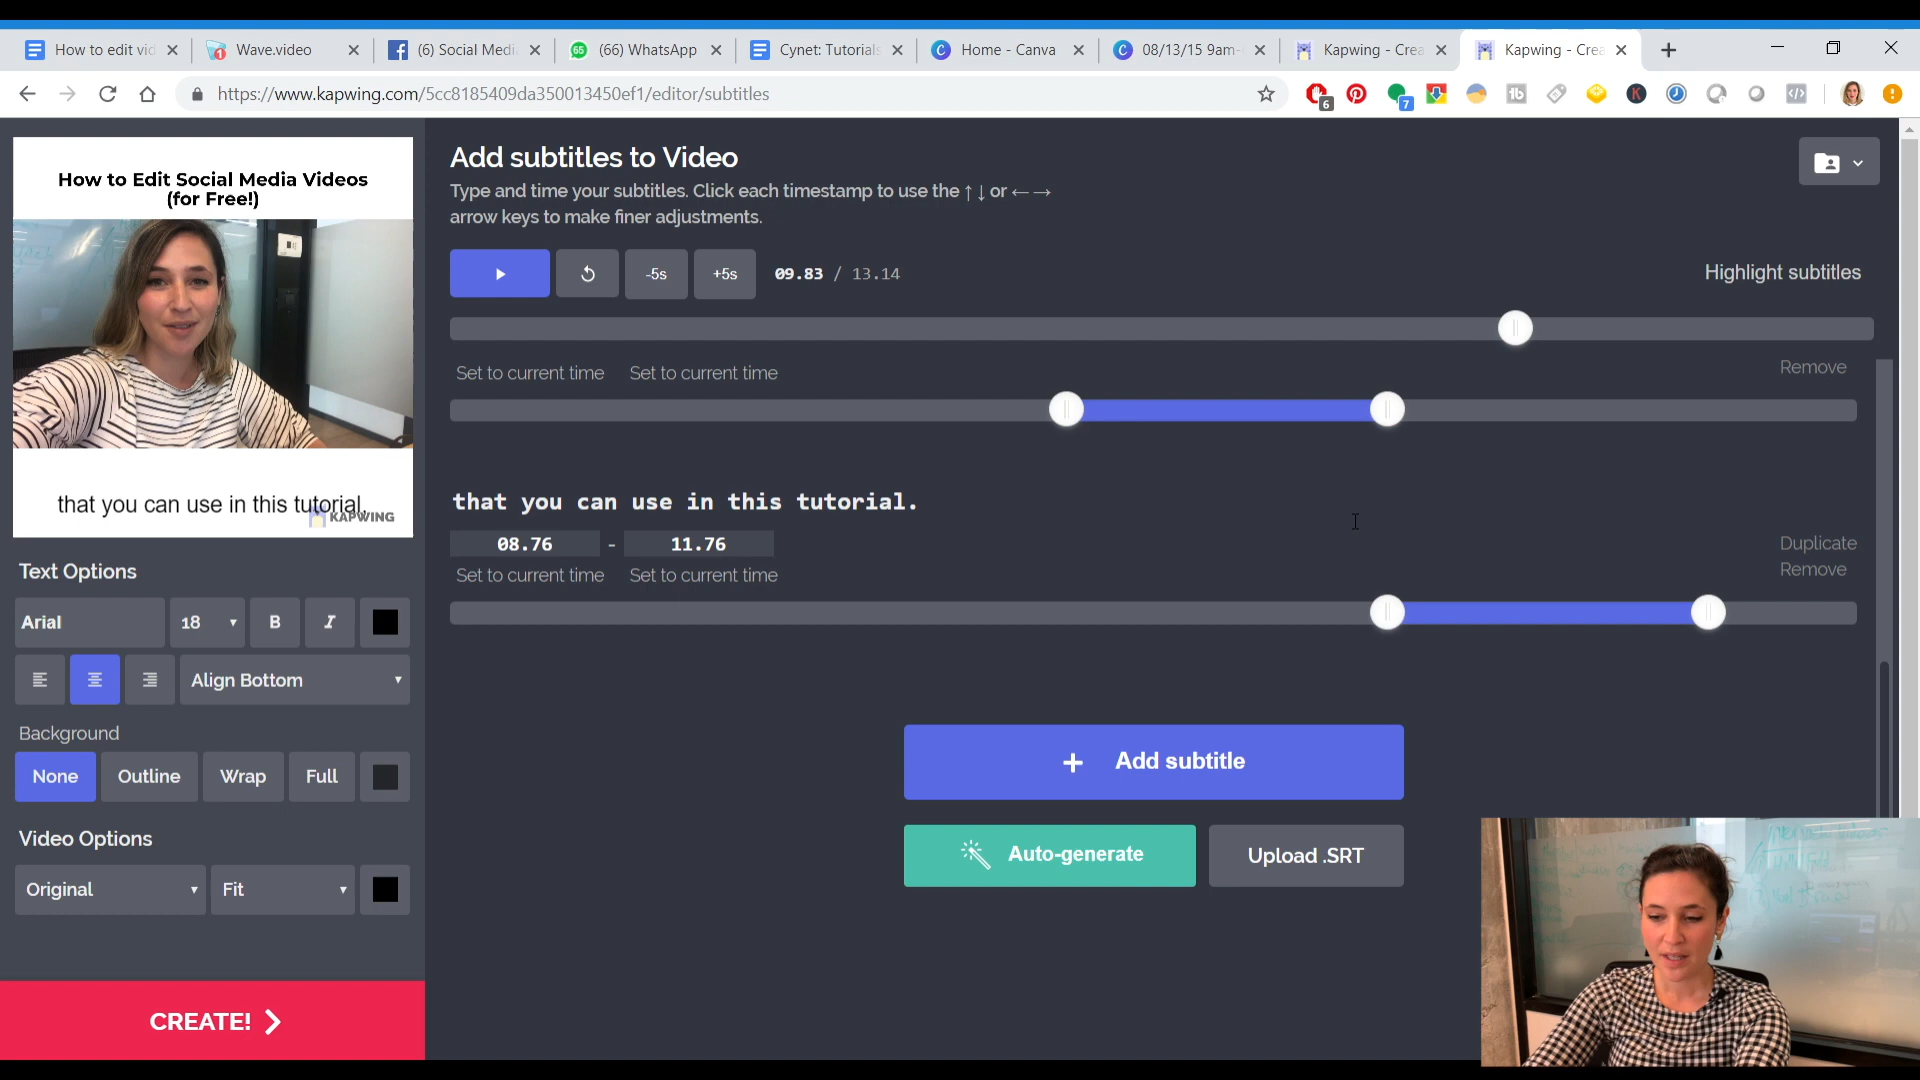 How to edit vid
Wave.video
(6) Social Medi
(66) WhatsApp
Cynet: Tutorials
Home - Canva
08/13/15 9am-
Kapwing - Crea
Kapwing - Crea
https://www.kapwing.com/5cc8185409da350013450ef1/editor/subtitles
6
7
How to Edit Social Media Videos
(for Free!)
that you can use in this tutorial.
KAPWING
Text Options
Arial
18
B
I
Align Bottom
Background
None
Outline
Wrap
Full
Video Options
Original
Fit
CREATE!
Add subtitles to Video
Type and time your subtitles. Click each timestamp to use the ↑↓ or ←→
arrow keys to make finer adjustments.
-5s
+5s
09.83 / 13.14
Highlight subtitles
Set to current time
Set to current time
Remove
that you can use in this tutorial.
08.76 - 11.76
Set to current time
Set to current time
Duplicate
Remove
+ Add subtitle
Auto-generate
Upload .SRT